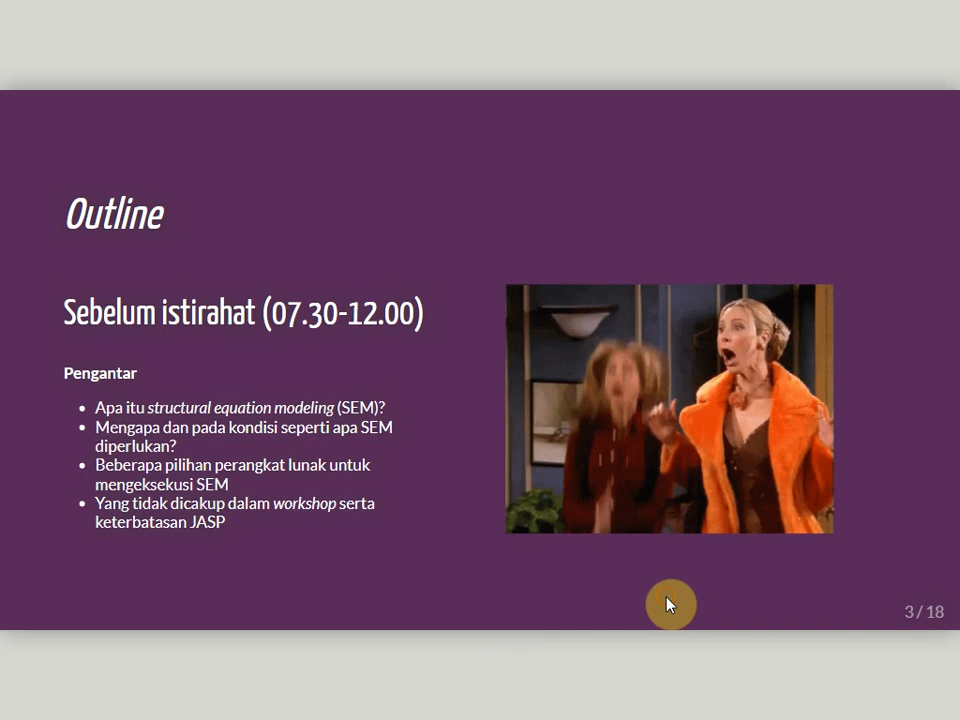 Outline
Sebelum istirahat (07.30-12.00)
Pengantar
• Apa itu structural equation modeling (SEM)?
• Mengapa dan pada kondisi seperti apa SEM
diperlukan?
• Beberapa pilihan perangkat lunak untuk
mengeksekusi SEM
• Yang tidak dicakup dalam workshop serta
keterbatasan JASP
3 / 18